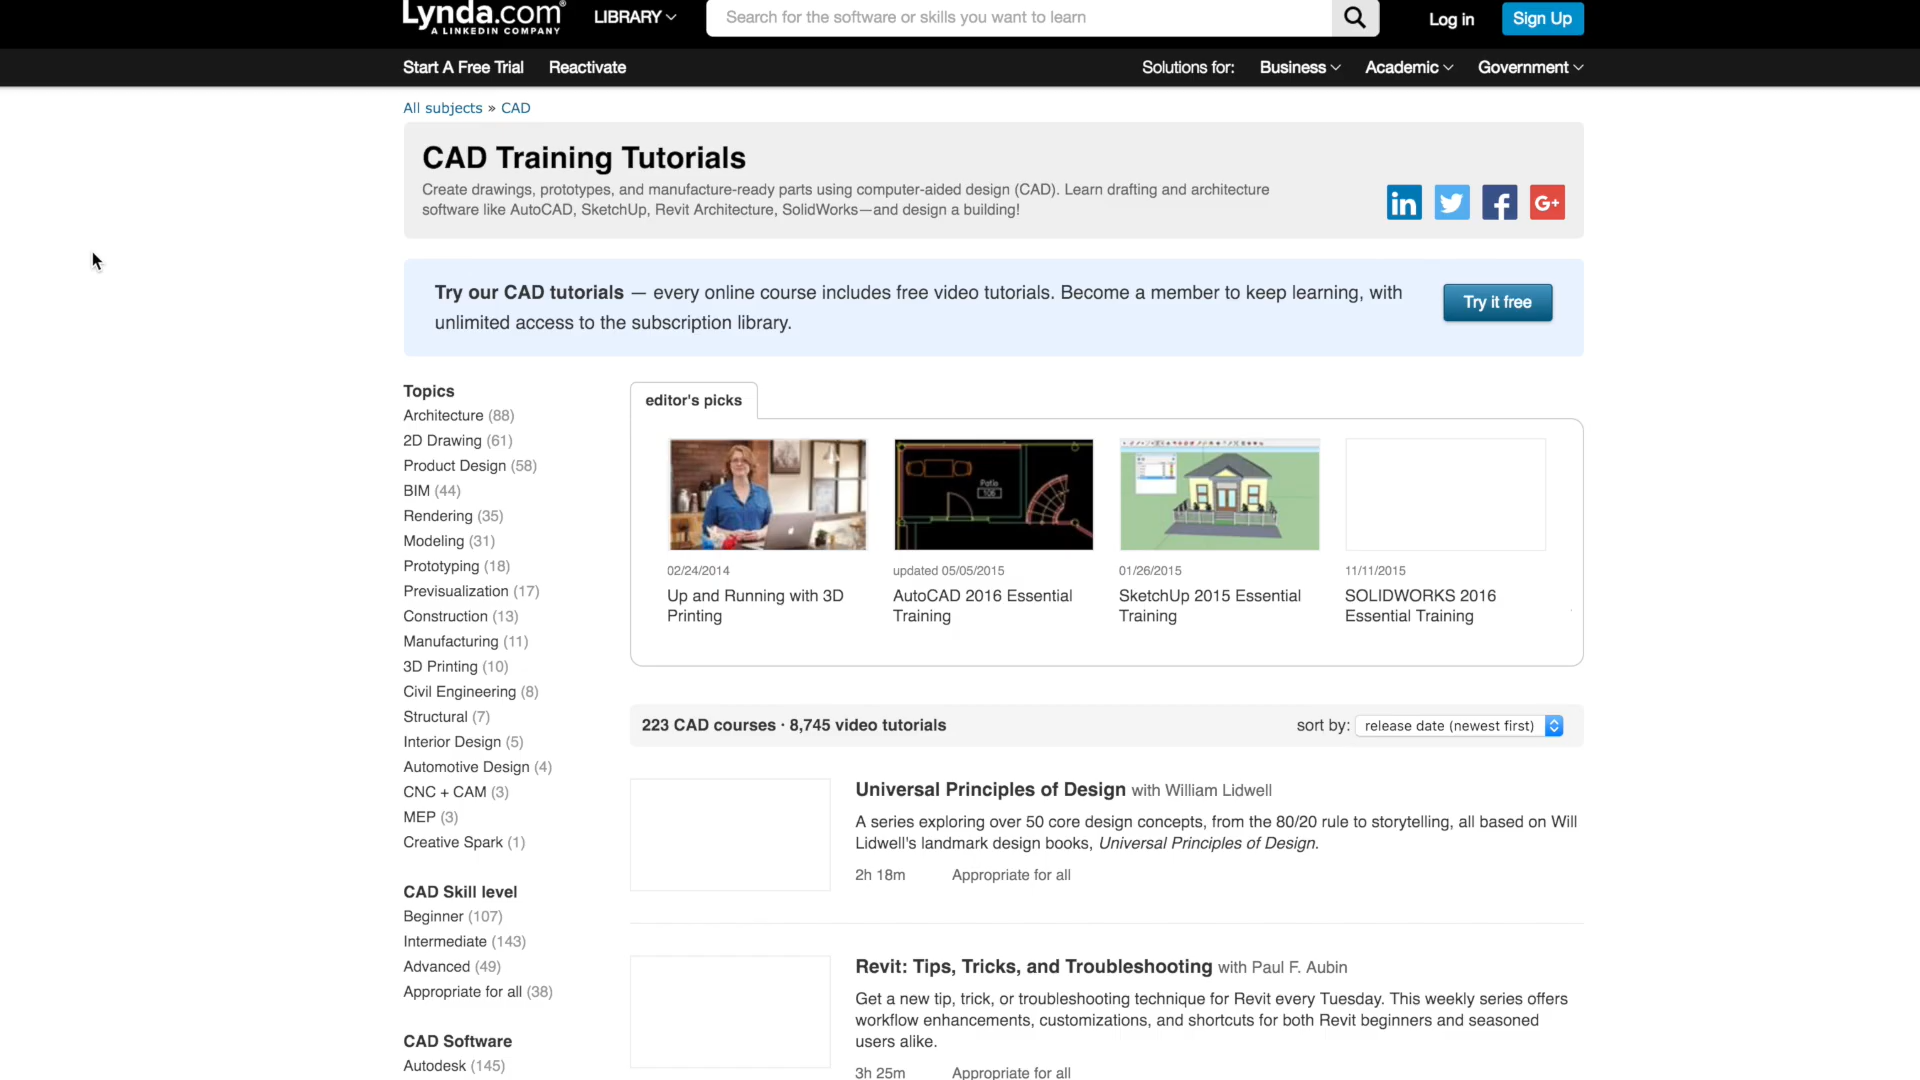 Lynda.com®
A LINKEDIN COMPANY
LIBRARY
Search for the software or skills you want to learn
Log in
Sign Up
Start A Free Trial
Reactivate
Solutions for:
Business
Academic
Government
All subjects » CAD
CAD Training Tutorials
Create drawings, prototypes, and manufacture-ready parts using computer-aided design (CAD). Learn drafting and architecture
software like AutoCAD, SketchUp, Revit Architecture, SolidWorks—and design a building!
in
f
G+
Try our CAD tutorials — every online course includes free video tutorials. Become a member to keep learning, with
unlimited access to the subscription library.
Try it free
Topics
Architecture (88)
2D Drawing (61)
Product Design (58)
BIM (44)
Rendering (35)
Modeling (31)
Prototyping (18)
Previsualization (17)
Construction (13)
Manufacturing (11)
3D Printing (10)
Civil Engineering (8)
Structural (7)
Interior Design (5)
Automotive Design (4)
CNC + CAM (3)
MEP (3)
Creative Spark (1)
CAD Skill level
Beginner (107)
Intermediate (143)
Advanced (49)
Appropriate for all (38)
CAD Software
Autodesk (145)
editor's picks
Patio
106
02/24/2014
Up and Running with 3D
Printing
updated 05/05/2015
AutoCAD 2016 Essential
Training
01/26/2015
SketchUp 2015 Essential
Training
11/11/2015
SOLIDWORKS 2016
Essential Training
223 CAD courses · 8,745 video tutorials
sort by: release date (newest first)
Universal Principles of Design with William Lidwell
A series exploring over 50 core design concepts, from the 80/20 rule to storytelling, all based on Will
Lidwell's landmark design books, Universal Principles of Design.
2h 18m Appropriate for all
Revit: Tips, Tricks, and Troubleshooting with Paul F. Aubin
Get a new tip, trick, or troubleshooting technique for Revit every Tuesday. This weekly series offers
workflow enhancements, customizations, and shortcuts for both Revit beginners and seasoned
users alike.
3h 25m Appropriate for all